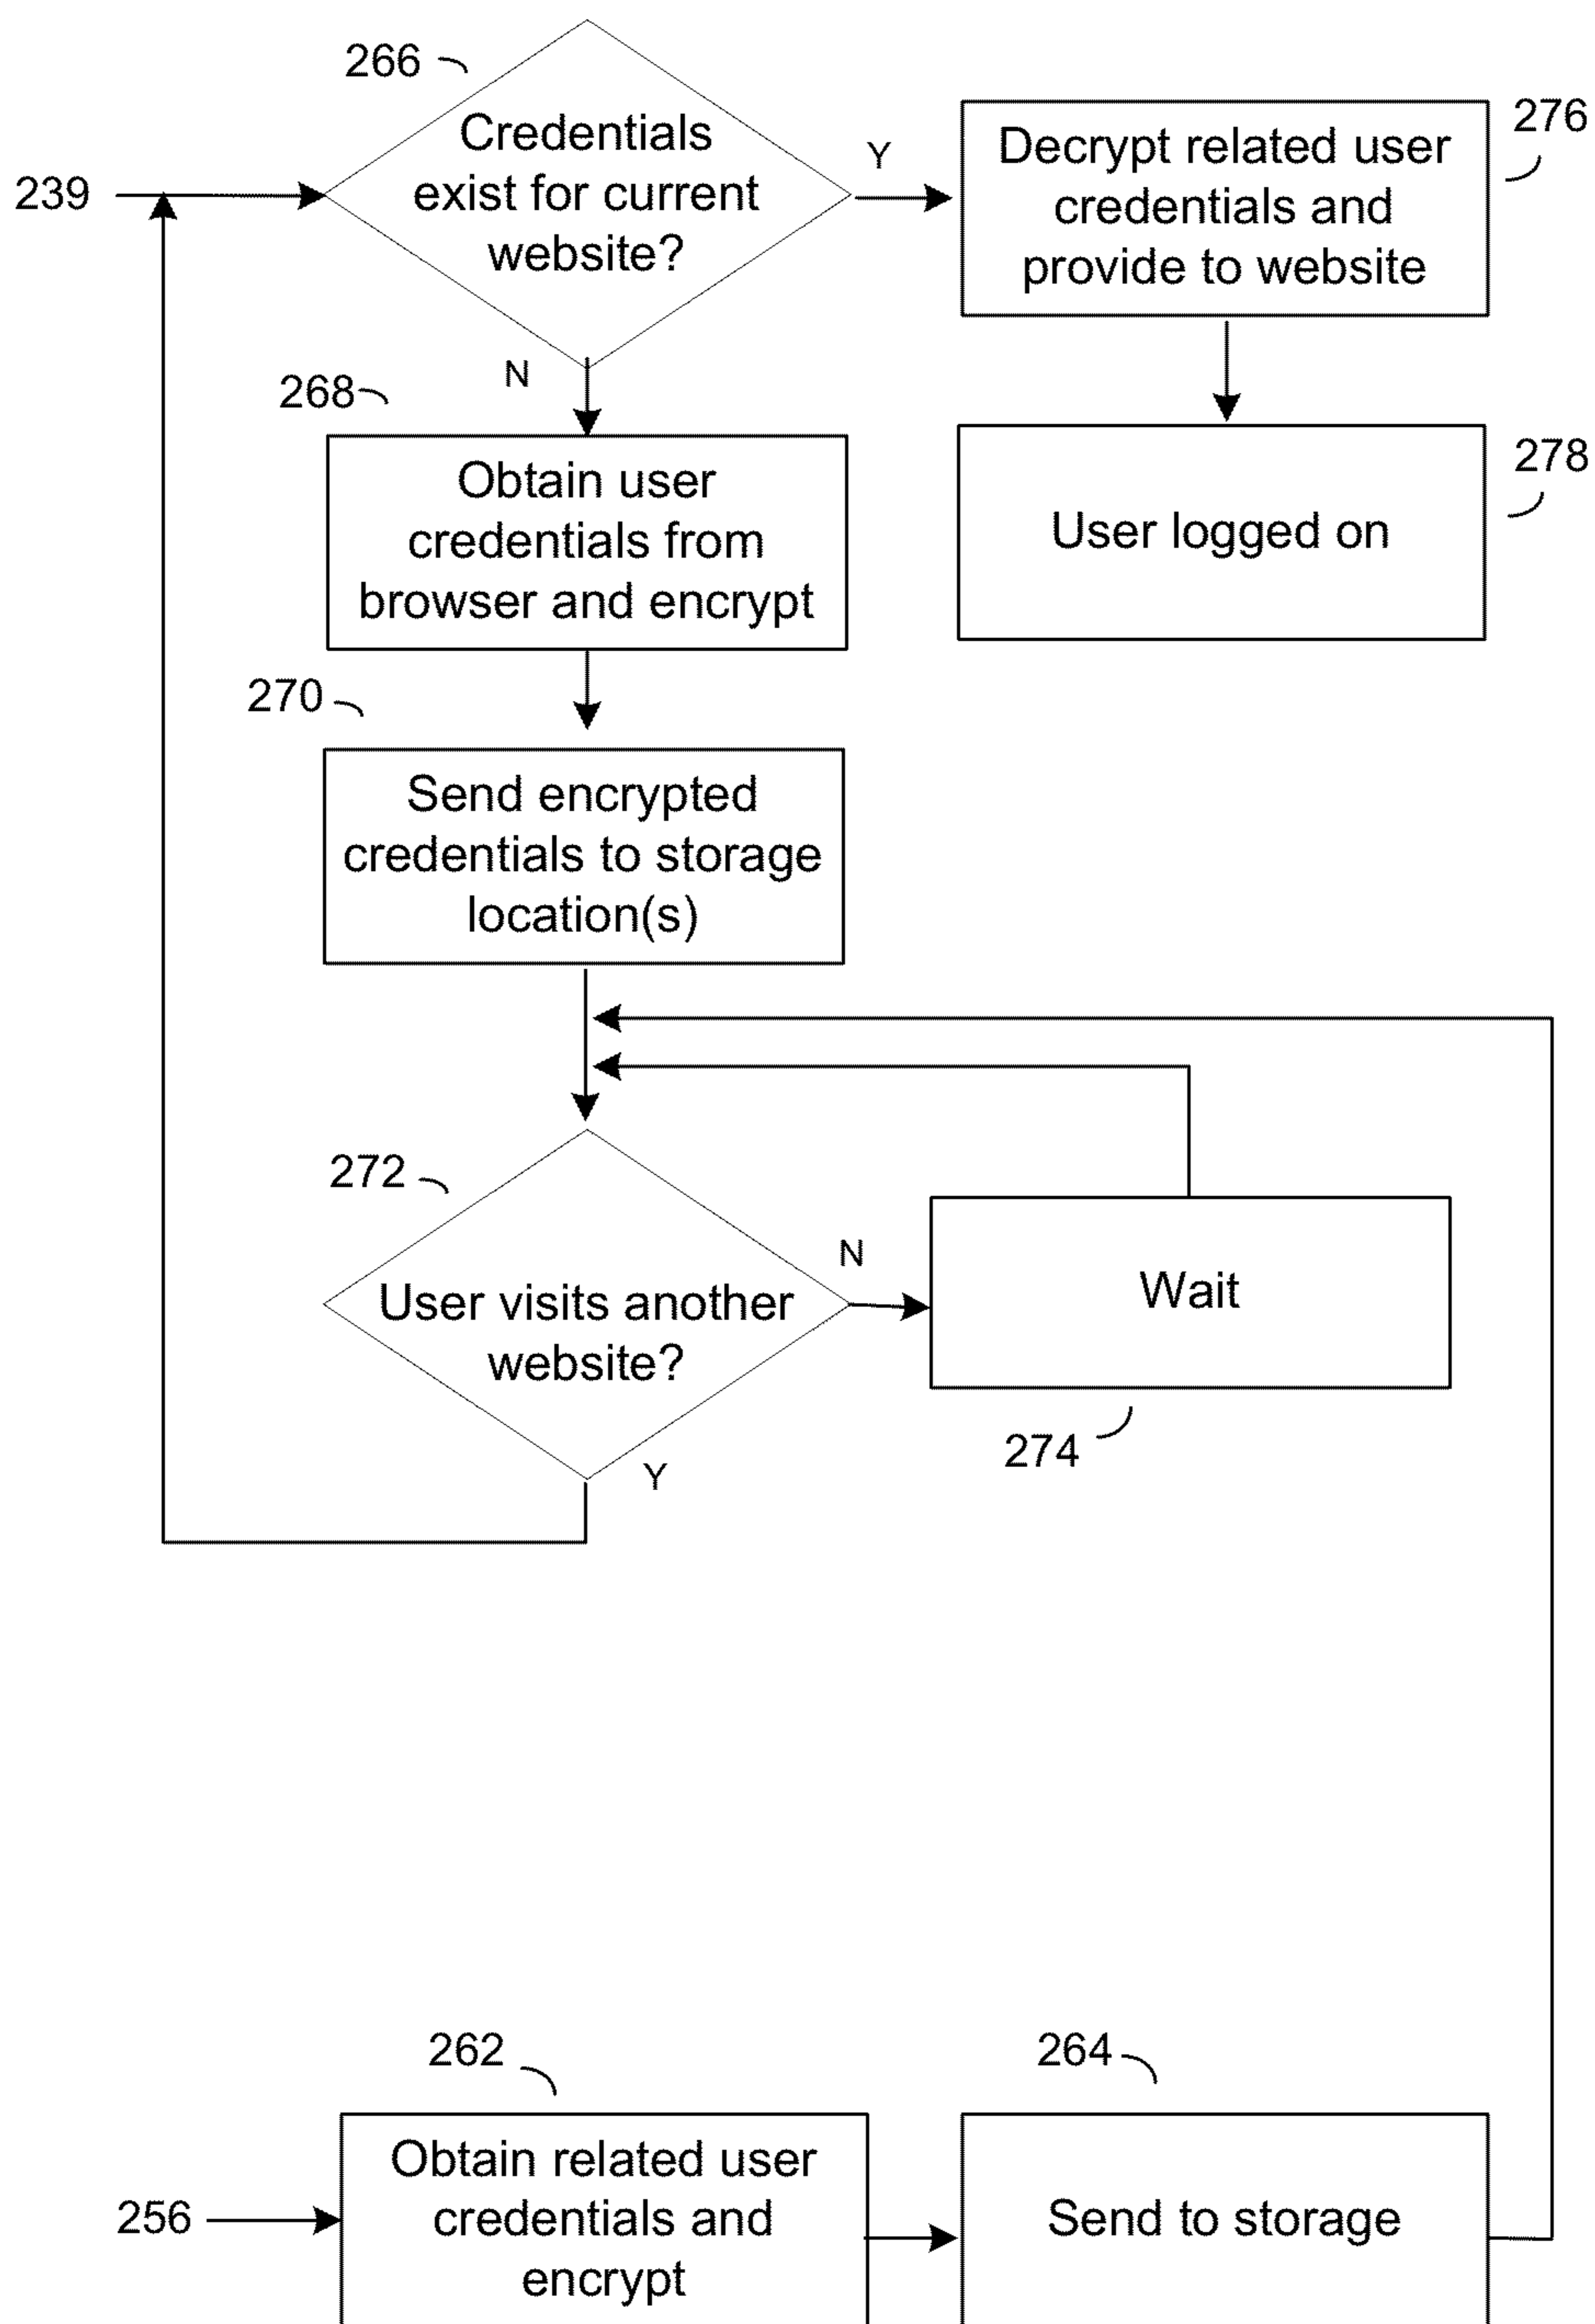 266
Credentials
exist for current
website?
239
Y
Decrypt related user
credentials and
provide to website
276
N
268
Obtain user
credentials from
browser and encrypt
User logged on
278
270
Send encrypted
credentials to storage
location(s)
272
User visits another
website?
N
Wait
274
Y
262
264
256
Obtain related user
credentials and
encrypt
Send to storage